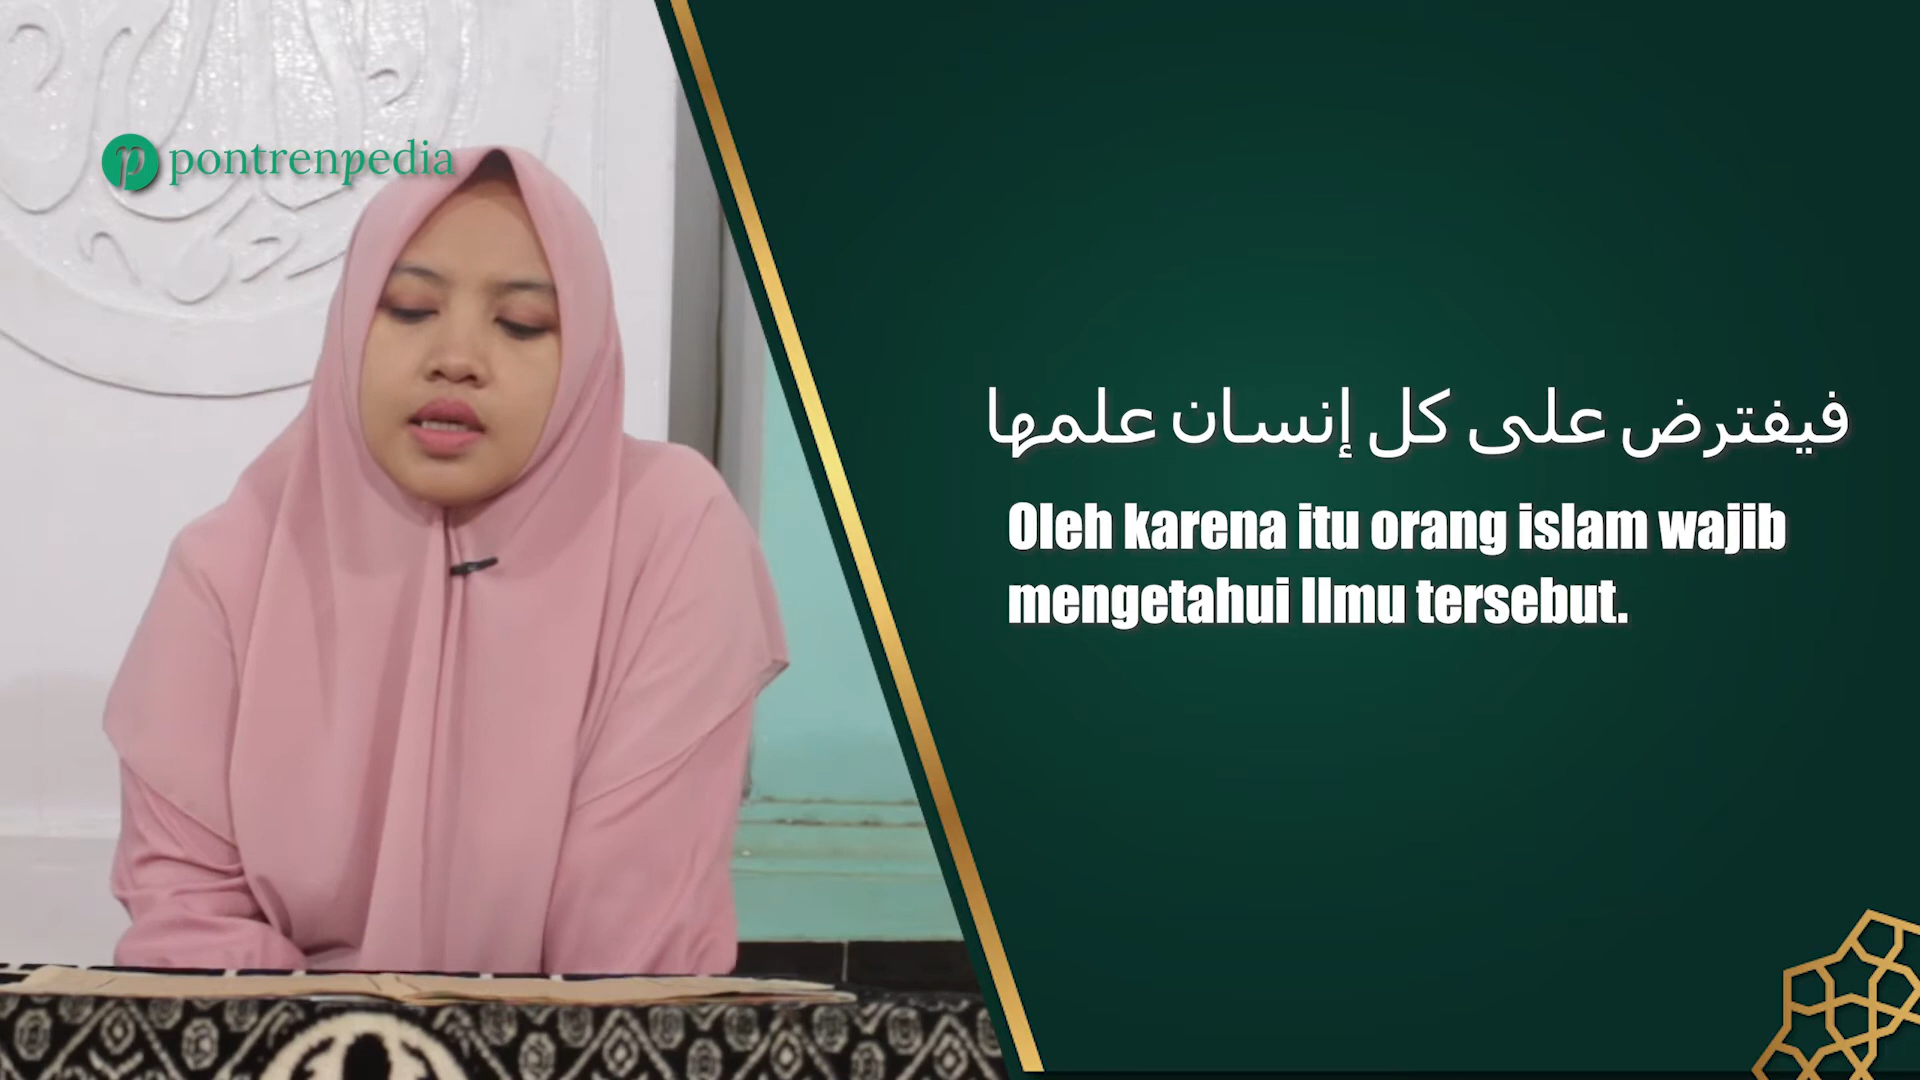 pontrenpedia
فيفترض على كل إنسان علمها
Oleh karena itu orang islam wajib
mengetahui Ilmu tersebut.